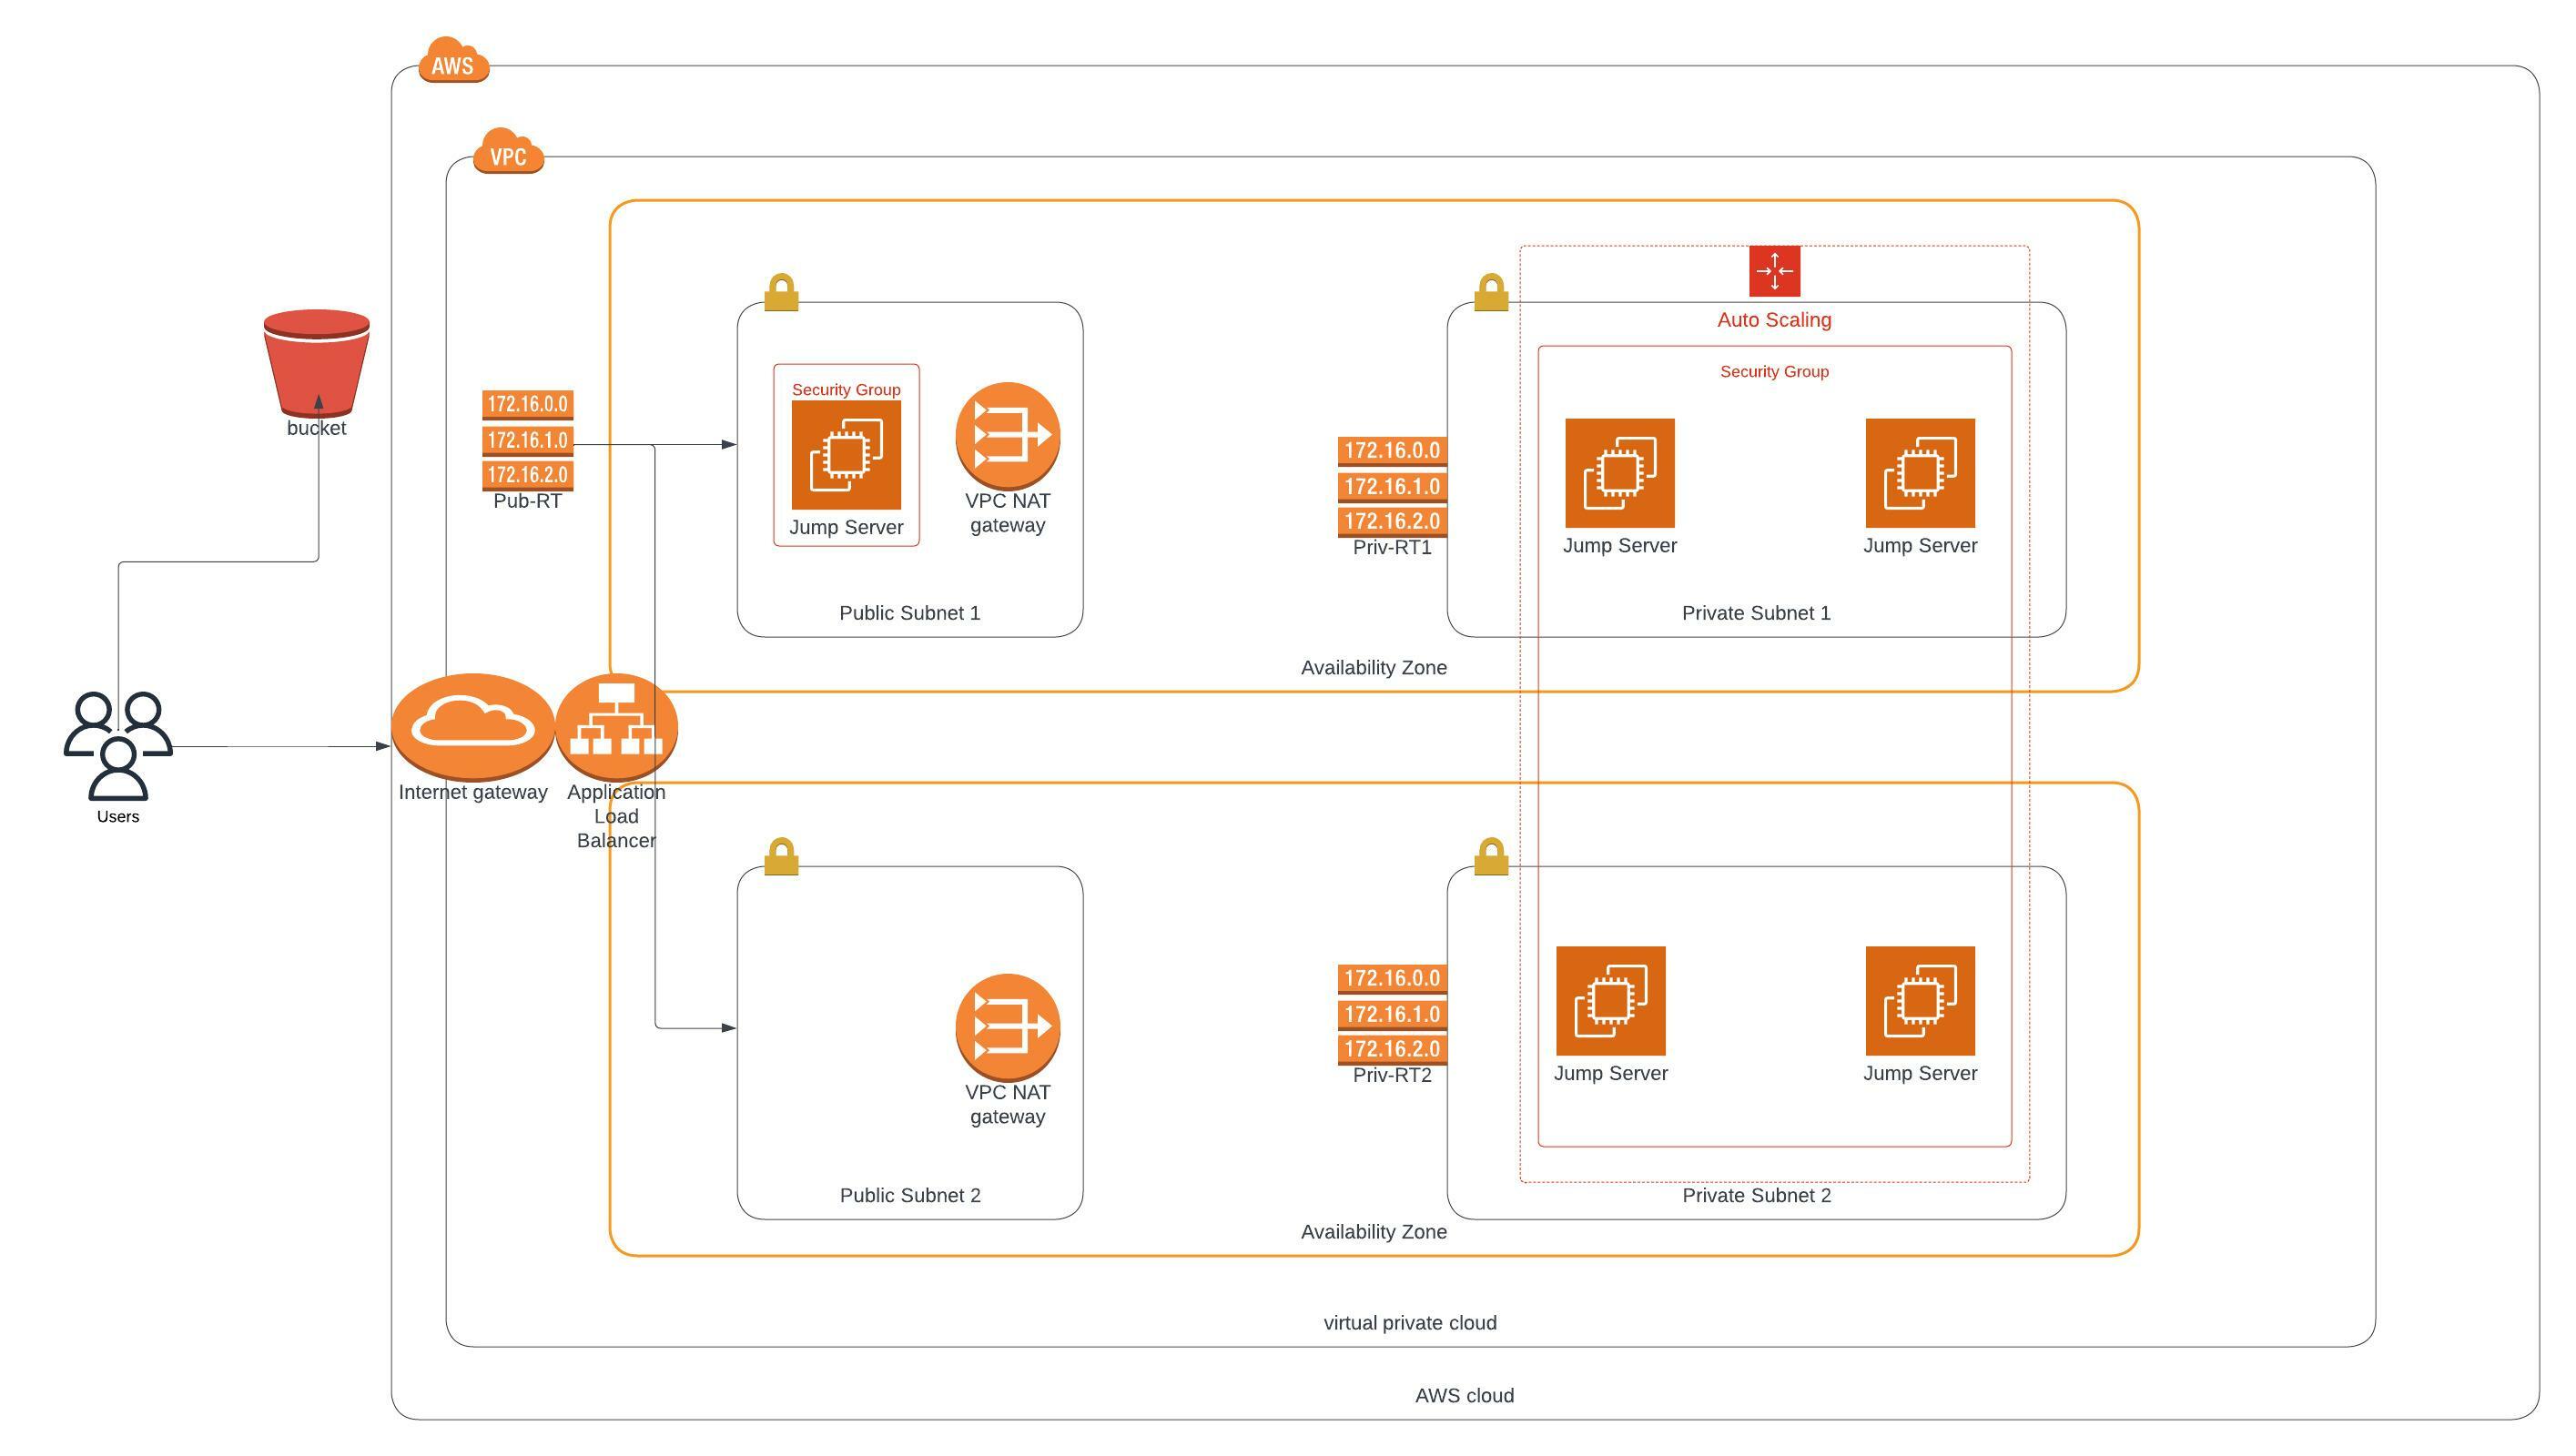 AWS
VPC
Auto Scaling
Security Group
Security Group
172.16.0.0
172.16.1.0
172.16.2.0
Pub-RT
bucket
Jump Server
VPC NAT
gateway
172.16.0.0
172.16.1.0
172.16.2.0
Priv-RT1
Jump Server
Jump Server
Public Subnet 1
Private Subnet 1
Availability Zone
Users
Internet gateway
Application
Load
Balancer
VPC NAT
gateway
172.16.0.0
172.16.1.0
172.16.2.0
Priv-RT2
Jump Server
Jump Server
Public Subnet 2
Private Subnet 2
Availability Zone
virtual private cloud
AWS cloud